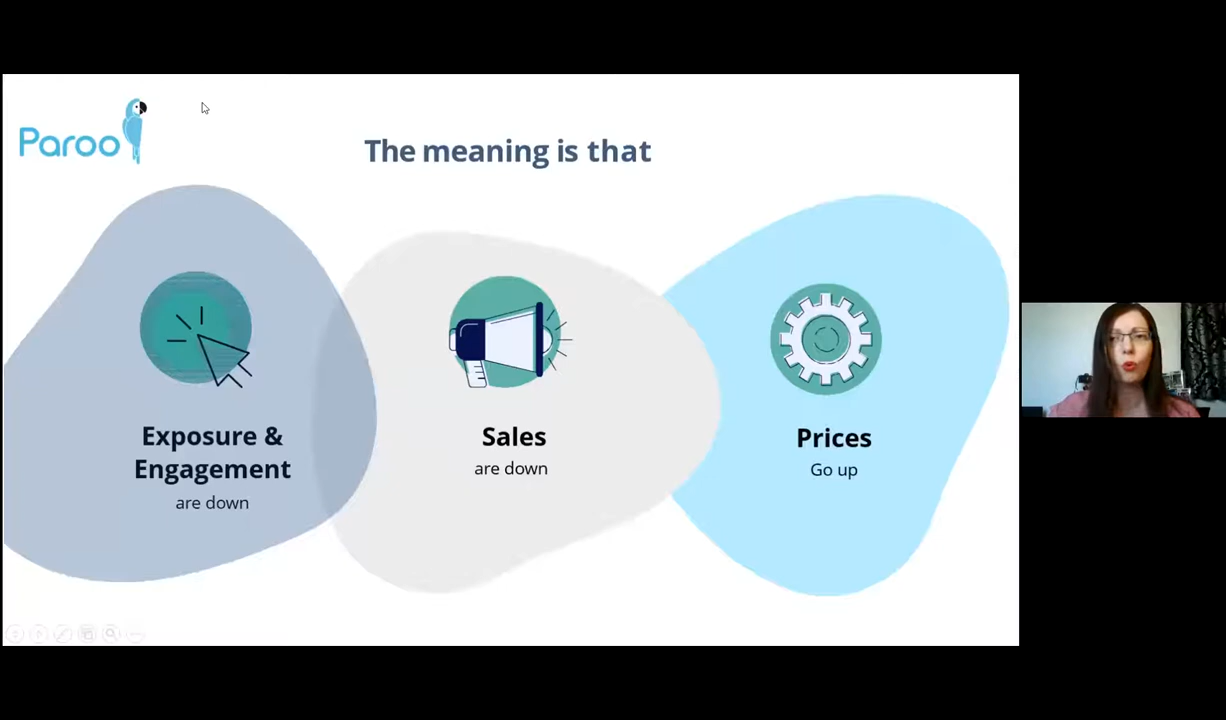 Paroo
The meaning is that
Exposure &
Engagement
are down
Sales
are down
Prices
Go up